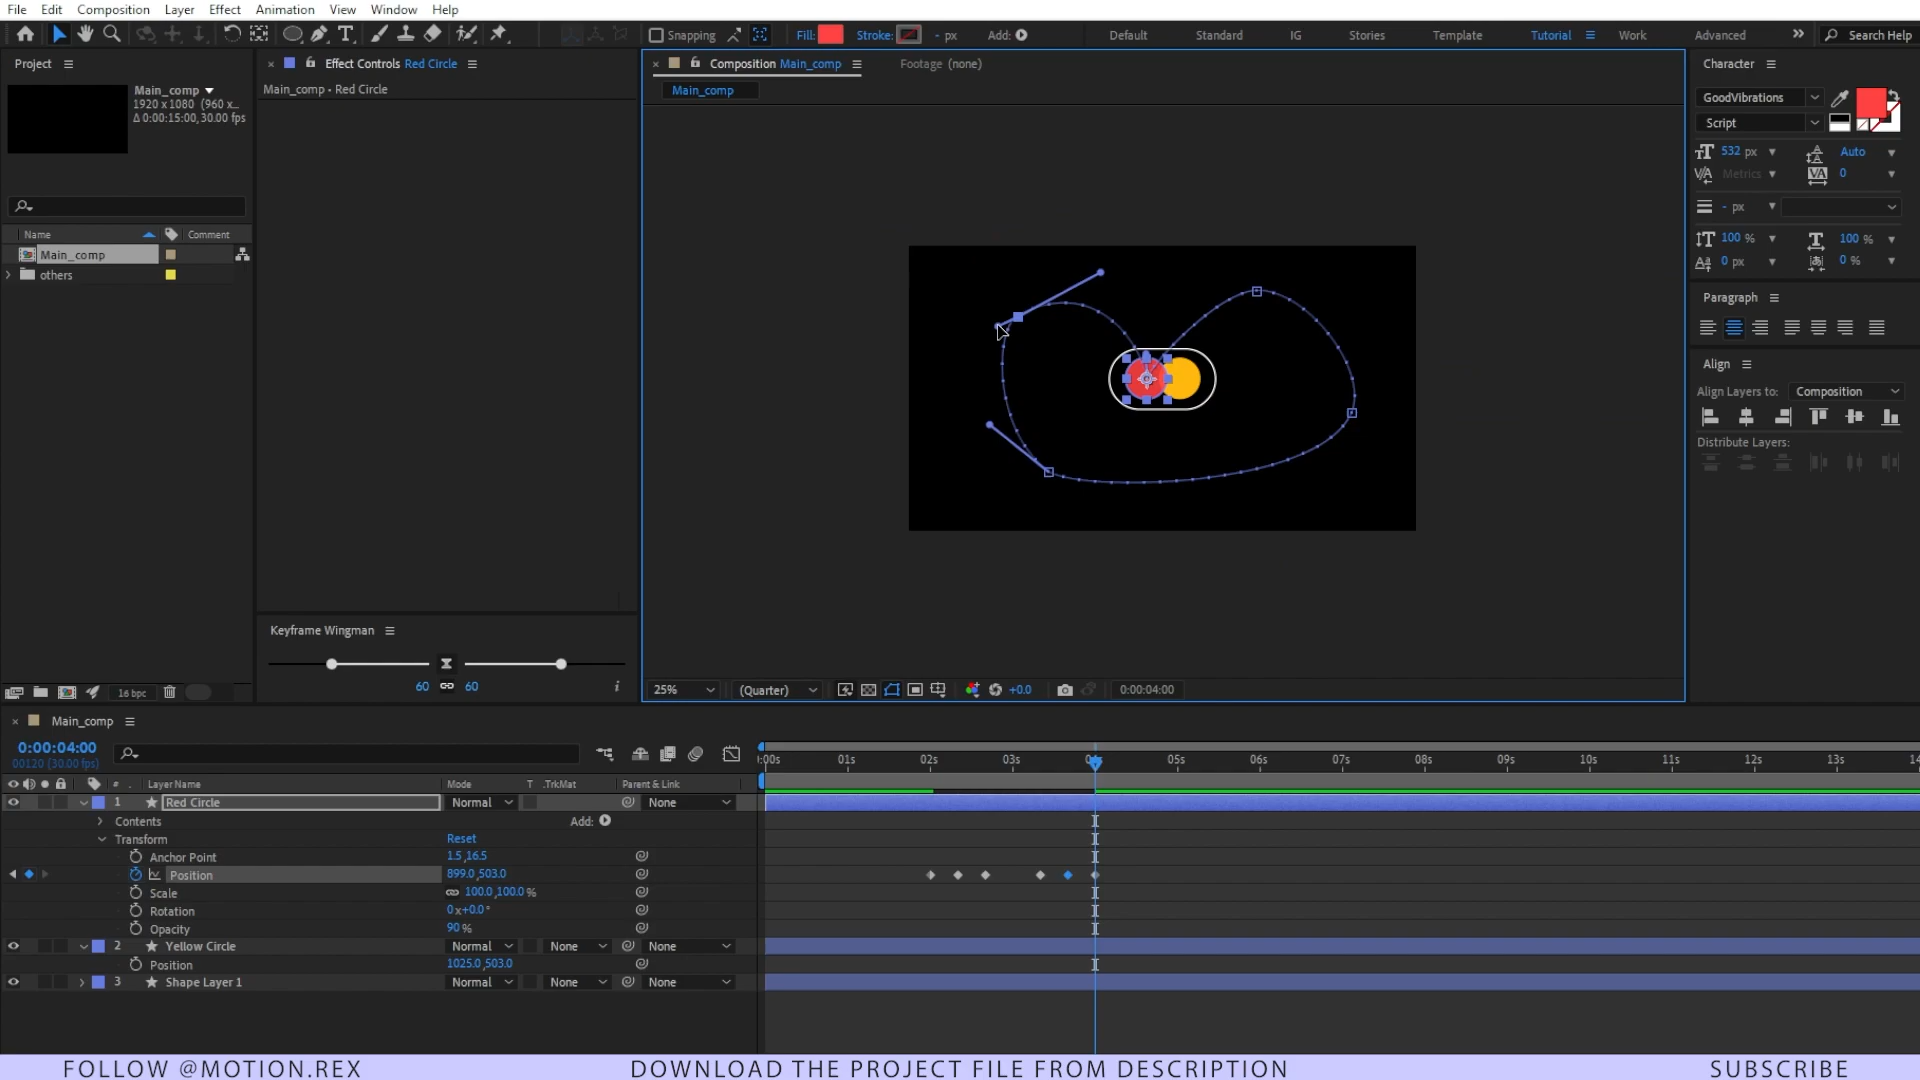 File Edit Composition Layer Effect Animation View Window Help
Snapping Fill: Stroke: - px Add: Default Standard IG Stories Template Tutorial Work Advanced Search Help
Project
Effect Controls Red Circle
Composition Main_comp
Footage (none)
Character
Main_comp
1920 x 1080 (960 x...
Δ 0:00:15:00, 30.00 fps
Main_comp • Red Circle
Main_comp
GoodVibrations
Script
532 px Auto
Metrics 0
- px
100 % 100 %
0 px 0 %
Name Comment
Main_comp
others
Paragraph
Align
Align Layers to: Composition
Distribute Layers:
Keyframe Wingman
60 60
16 bpc
25% (Quarter) +0.0 0:00:04:00
Main_comp
0:00:04:00
00120 (30.00 fps)
:00s 01s 02s 03s 05s 06s 07s 08s 09s 10s 11s 12s 13s 14
# Layer Name Mode T .TrkMat Parent & Link
1 Red Circle Normal None
Contents Add:
Transform Reset
Anchor Point 1.5,16.5
Position 899.0,503.0
Scale 100.0,100.0 %
Rotation 0x+0.0°
Opacity 90 %
2 Yellow Circle Normal None None
Position 1025.0,503.0
3 Shape Layer 1 Normal None None
FOLLOW @MOTION.REX DOWNLOAD THE PROJECT FILE FROM DESCRIPTION SUBSCRIBE